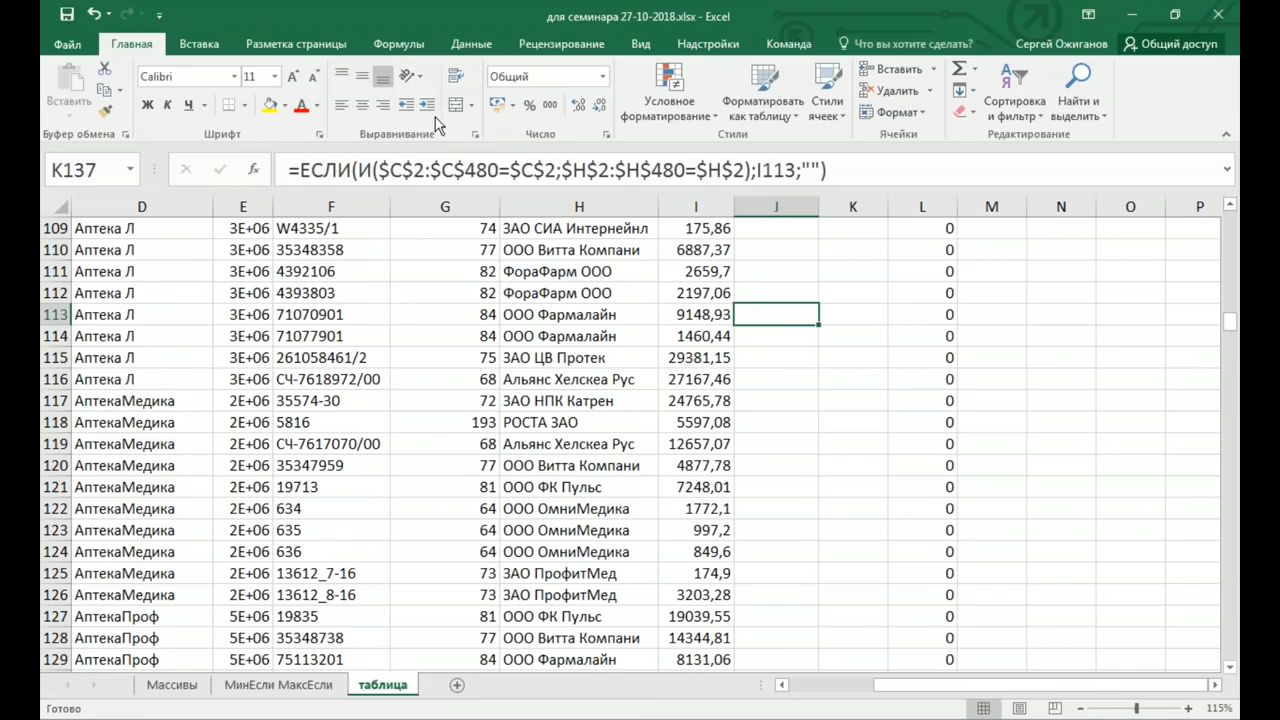 для семинара 27-10-2018.xlsx - Excel
Файл Главная Вставка Разметка страницы Формулы Данные Рецензирование Вид Надстройки Команда Что вы хотите сделать? Сергей Ожиганов Общий доступ
Вставить
Calibri 11
Ж К Ч
Общий
% 000
Условное форматирование
Форматировать как таблицу
Стили ячеек
Вставить
Удалить
Формат
Сортировка и фильтр
Найти и выделить
Буфер обмена Шрифт Выравнивание Число Стили Ячейки Редактирование
K137 fx =ЕСЛИ(И($C$2:$C$480=$C$2;$H$2:$H$480=$H$2);I113;"")
D E F G H I J K L M N O P
109 Аптека Л 3E+06 W4335/1 74 ЗАО СИА Интернейнл 175,86 0
110 Аптека Л 3E+06 35348358 77 ООО Витта Компани 6887,37 0
111 Аптека Л 3E+06 4392106 82 ФораФарм ООО 2659,7 0
112 Аптека Л 3E+06 4393803 82 ФораФарм ООО 2197,06 0
113 Аптека Л 3E+06 71070901 84 ООО Фармалайн 9148,93 0
114 Аптека Л 3E+06 71077901 84 ООО Фармалайн 1460,44 0
115 Аптека Л 3E+06 261058461/2 75 ЗАО ЦВ Протек 29381,15 0
116 Аптека Л 3E+06 СЧ-7618972/00 68 Альянс Хелскеа Рус 27167,46 0
117 АптекаМедика 2E+06 35574-30 72 ЗАО НПК Катрен 24765,78 0
118 АптекаМедика 2E+06 5816 193 РОСТА ЗАО 5597,08 0
119 АптекаМедика 2E+06 СЧ-7617070/00 68 Альянс Хелскеа Рус 12657,07 0
120 АптекаМедика 2E+06 35347959 77 ООО Витта Компани 4877,78 0
121 АптекаМедика 2E+06 19713 81 ООО ФК Пульс 7248,01 0
122 АптекаМедика 2E+06 634 64 ООО ОмниМедика 1772,1 0
123 АптекаМедика 2E+06 635 64 ООО ОмниМедика 997,2 0
124 АптекаМедика 2E+06 636 64 ООО ОмниМедика 849,6 0
125 АптекаМедика 2E+06 13612_7-16 73 ЗАО ПрофитМед 174,9 0
126 АптекаМедика 2E+06 13612_8-16 73 ЗАО ПрофитМед 3203,28 0
127 АптекаПроф 5E+06 19835 81 ООО ФК Пульс 19039,55 0
128 АптекаПроф 5E+06 35348738 77 ООО Витта Компани 14344,81 0
129 АптекаПроф 5E+06 75113201 84 ООО Фармалайн 8131,06 0
Массивы МинЕсли МаксЕсли таблица
Готово 115%